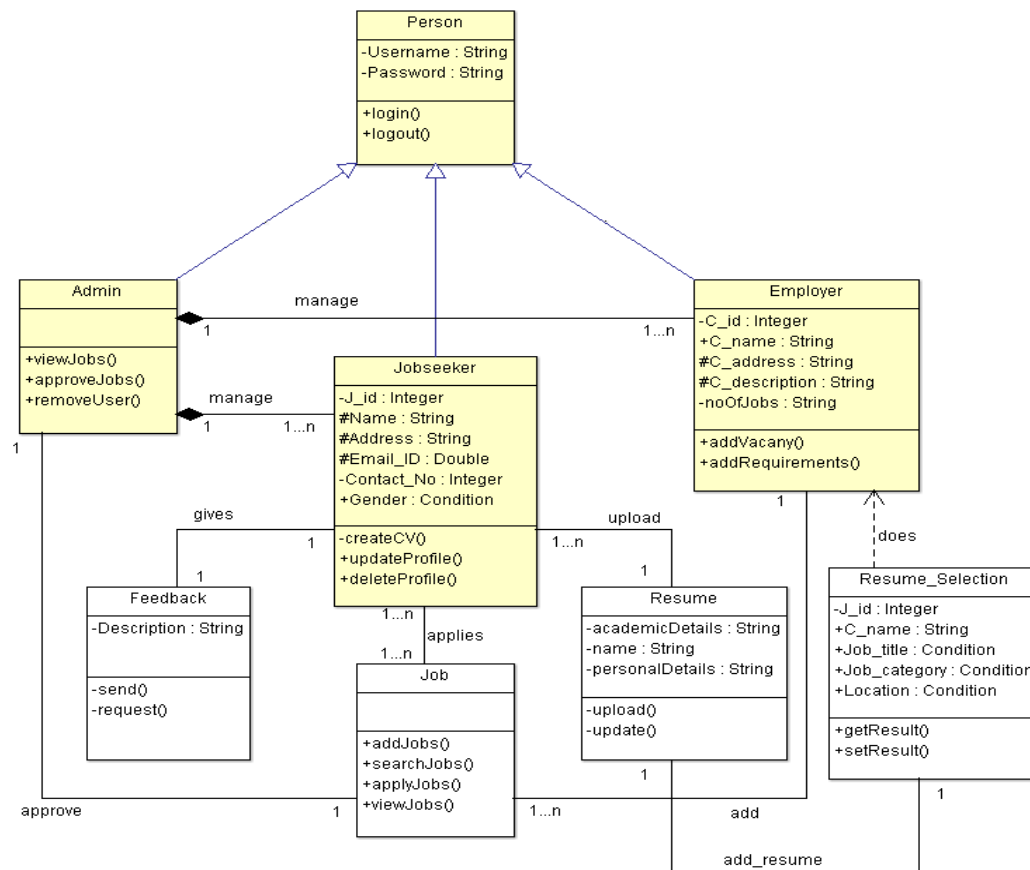 Person
-Username : String
-Password : String
+login()
+logout()
Admin
+viewJobs()
+approveJobs()
+removeUser()
manage
1
1...n
Employer
-C_id : Integer
+C_name : String
#C_address : String
#C_description : String
-noOfJobs : String
+addVacany()
+addRequirements()
manage
1
1...n
Jobseeker
-J_id : Integer
#Name : String
#Address : String
#Email_ID : Double
-Contact_No : Integer
+Gender : Condition
-createCV()
+updateProfile()
+deleteProfile()
1
gives
1
1
upload
1...n
1
1
does
Feedback
-Description : String
-send()
-request()
1...n
applies
1...n
Job
+addJobs()
+searchJobs()
+applyJobs()
+viewJobs()
Resume
-academicDetails : String
-name : String
-personalDetails : String
-upload()
-update()
Resume_Selection
-J_id : Integer
+C_name : String
+Job_title : Condition
+Job_category : Condition
+Location : Condition
+getResult()
+setResult()
approve
1
1...n
1
add
1
add_resume